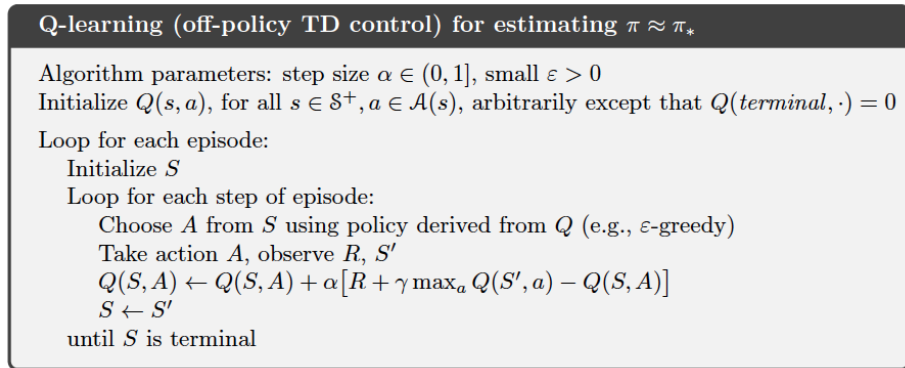 Q-learning (off-policy TD control) for estimating π ≈ π∗
Algorithm parameters: step size α ∈ (0, 1], small ε > 0
Initialize Q(s, a), for all s ∈ 𝒮⁺, a ∈ 𝒜(s), arbitrarily except that Q(terminal, ·) = 0
Loop for each episode:
Initialize S
Loop for each step of episode:
Choose A from S using policy derived from Q (e.g., ε-greedy)
Take action A, observe R, S′
Q(S, A) ← Q(S, A) + α[R + γ maxₐ Q(S′, a) − Q(S, A)]
S ← S′
until S is terminal